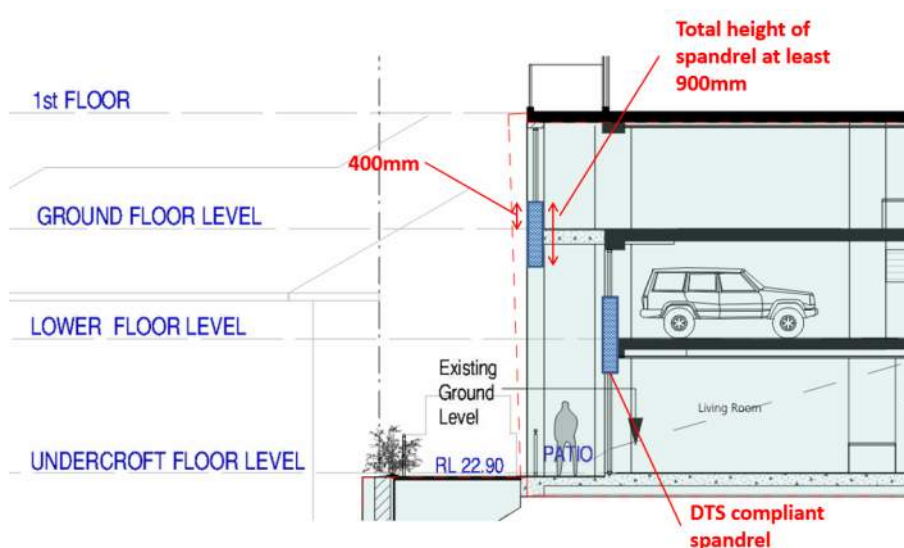 Total height of
spandrel at least
900mm
1st FLOOR
400mm
GROUND FLOOR LEVEL
LOWER FLOOR LEVEL
Existing
Ground
Level
Living Room
PATIO
UNDERCROFT FLOOR LEVEL
RL 22.90
DTS compliant
spandrel